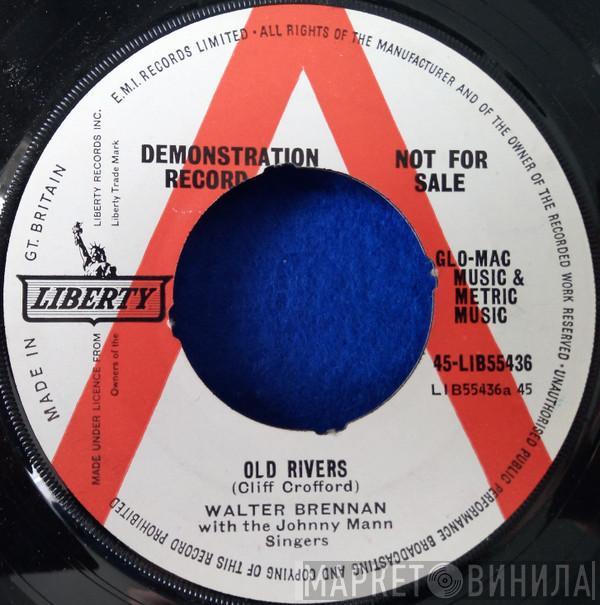 E.M.I. RECORDS LIMITED · ALL RIGHTS OF THE MANUFACTURER AND OF THE OWNER OF THE RECORDED WORK RESERVED · UNAUTHORISED PUBLIC PERFORMANCE BROADCASTING AND COPYING OF THIS RECORD PROHIBITED
MADE IN GT. BRITAIN
LIBERTY RECORDS INC.
Liberty Trade Mark
MADE UNDER LICENCE FROM
Owners of the
LIBERTY
DEMONSTRATION
RECORD
NOT FOR
SALE
GLO-MAC
MUSIC &
METRIC
MUSIC
45-LIB55436
LIB55436a 45
OLD RIVERS
(Cliff Crofford)
WALTER BRENNAN
with the Johnny Mann
Singers
МАРКЕТ ВИНИЛА